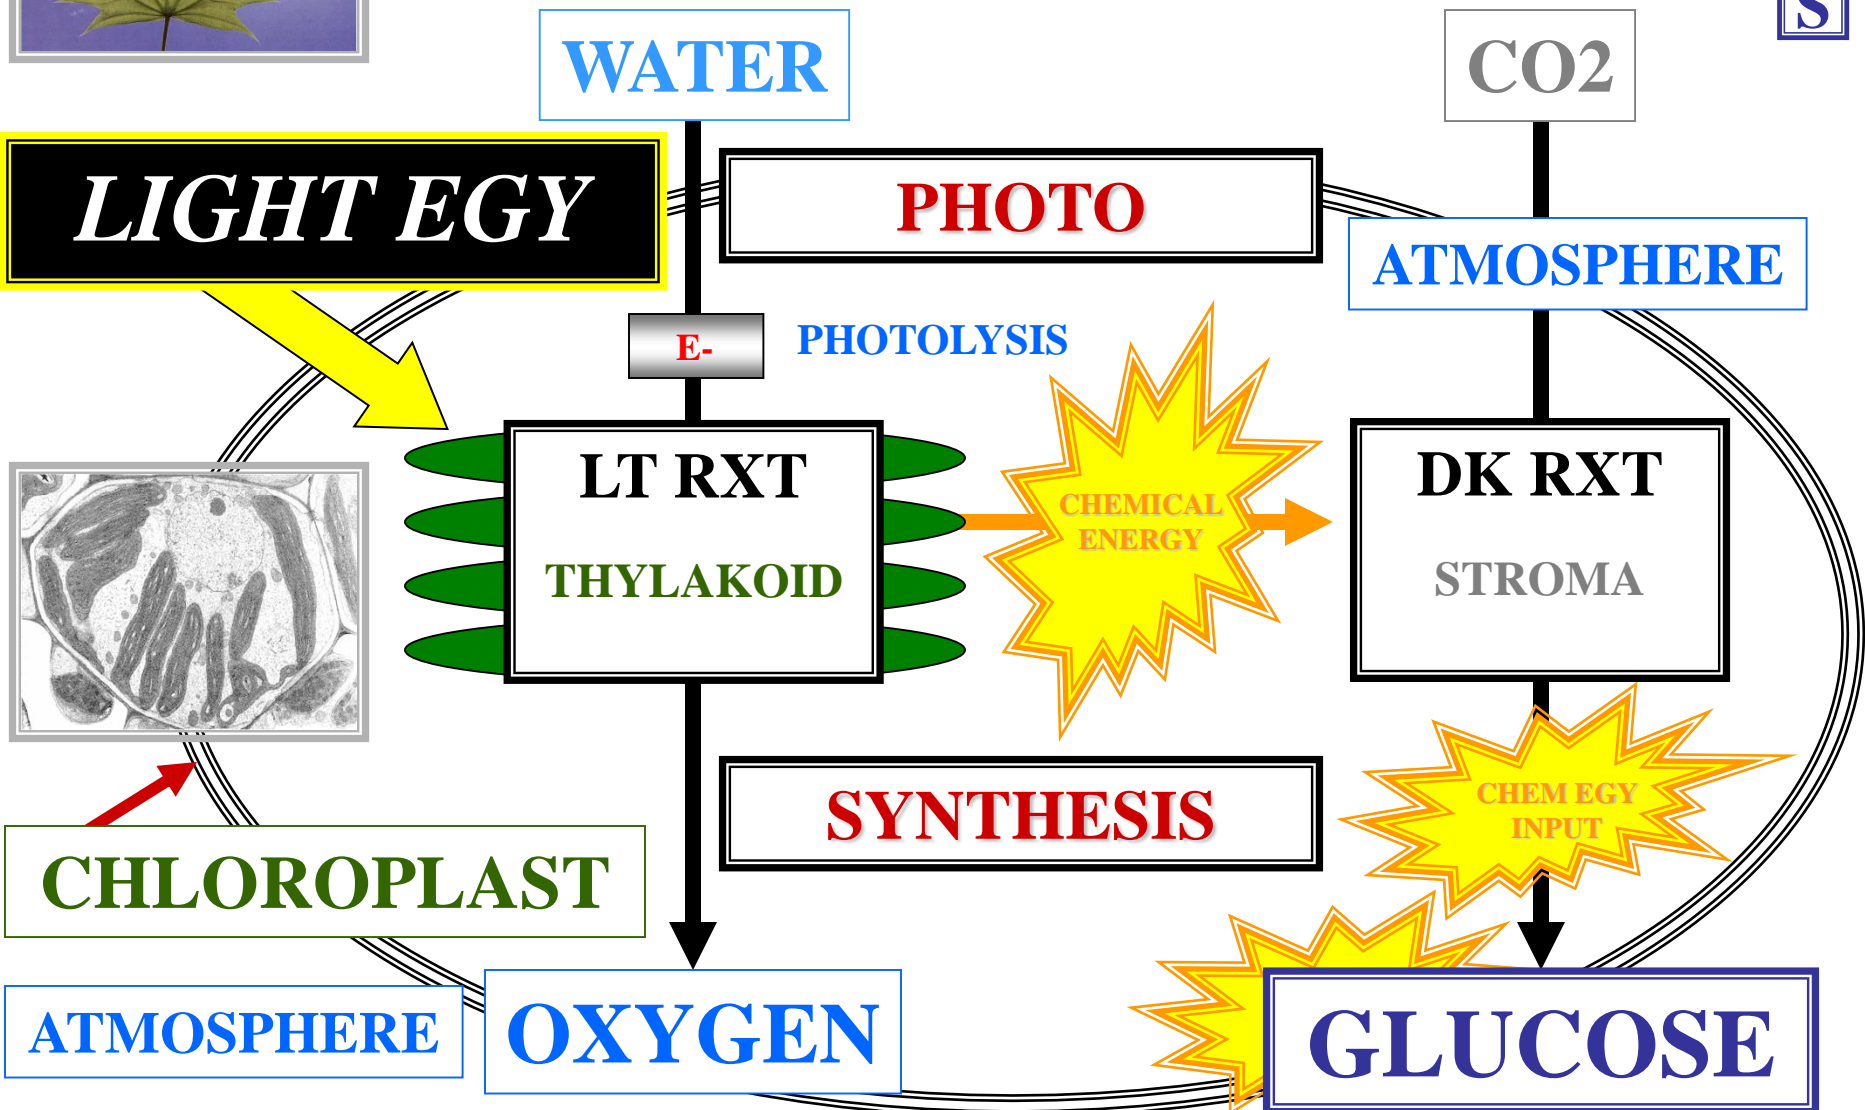 S
WATER
CO2
LIGHT EGY
PHOTO
ATMOSPHERE
E-
PHOTOLYSIS
LT RXT
THYLAKOID
CHEMICAL
ENERGY
DK RXT
STROMA
SYNTHESIS
CHEM EGY
INPUT
CHLOROPLAST
ATMOSPHERE
OXYGEN
GLUCOSE